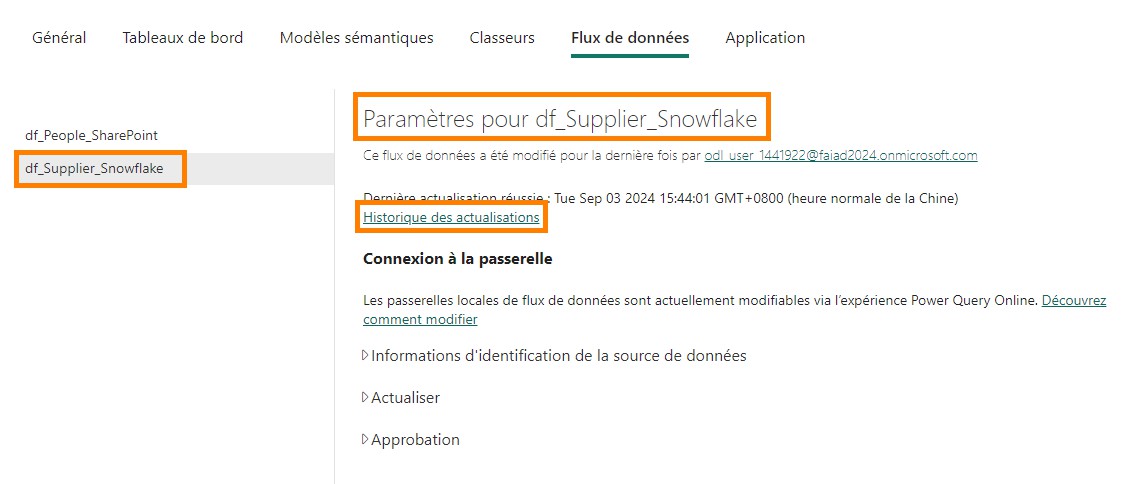 Général Tableaux de bord Modèles sémantiques Classeurs Flux de données Application
df_People_SharePoint
df_Supplier_Snowflake
Paramètres pour df_Supplier_Snowflake
Ce flux de données a été modifié pour la dernière fois par odl_user_1441922@faiad2024.onmicrosoft.com
Dernière actualisation réussie : Tue Sep 03 2024 15:44:01 GMT+0800 (heure normale de la Chine)
Historique des actualisations
Connexion à la passerelle
Les passerelles locales de flux de données sont actuellement modifiables via l’expérience Power Query Online. Découvrez
comment modifier
Informations d'identification de la source de données
Actualiser
Approbation